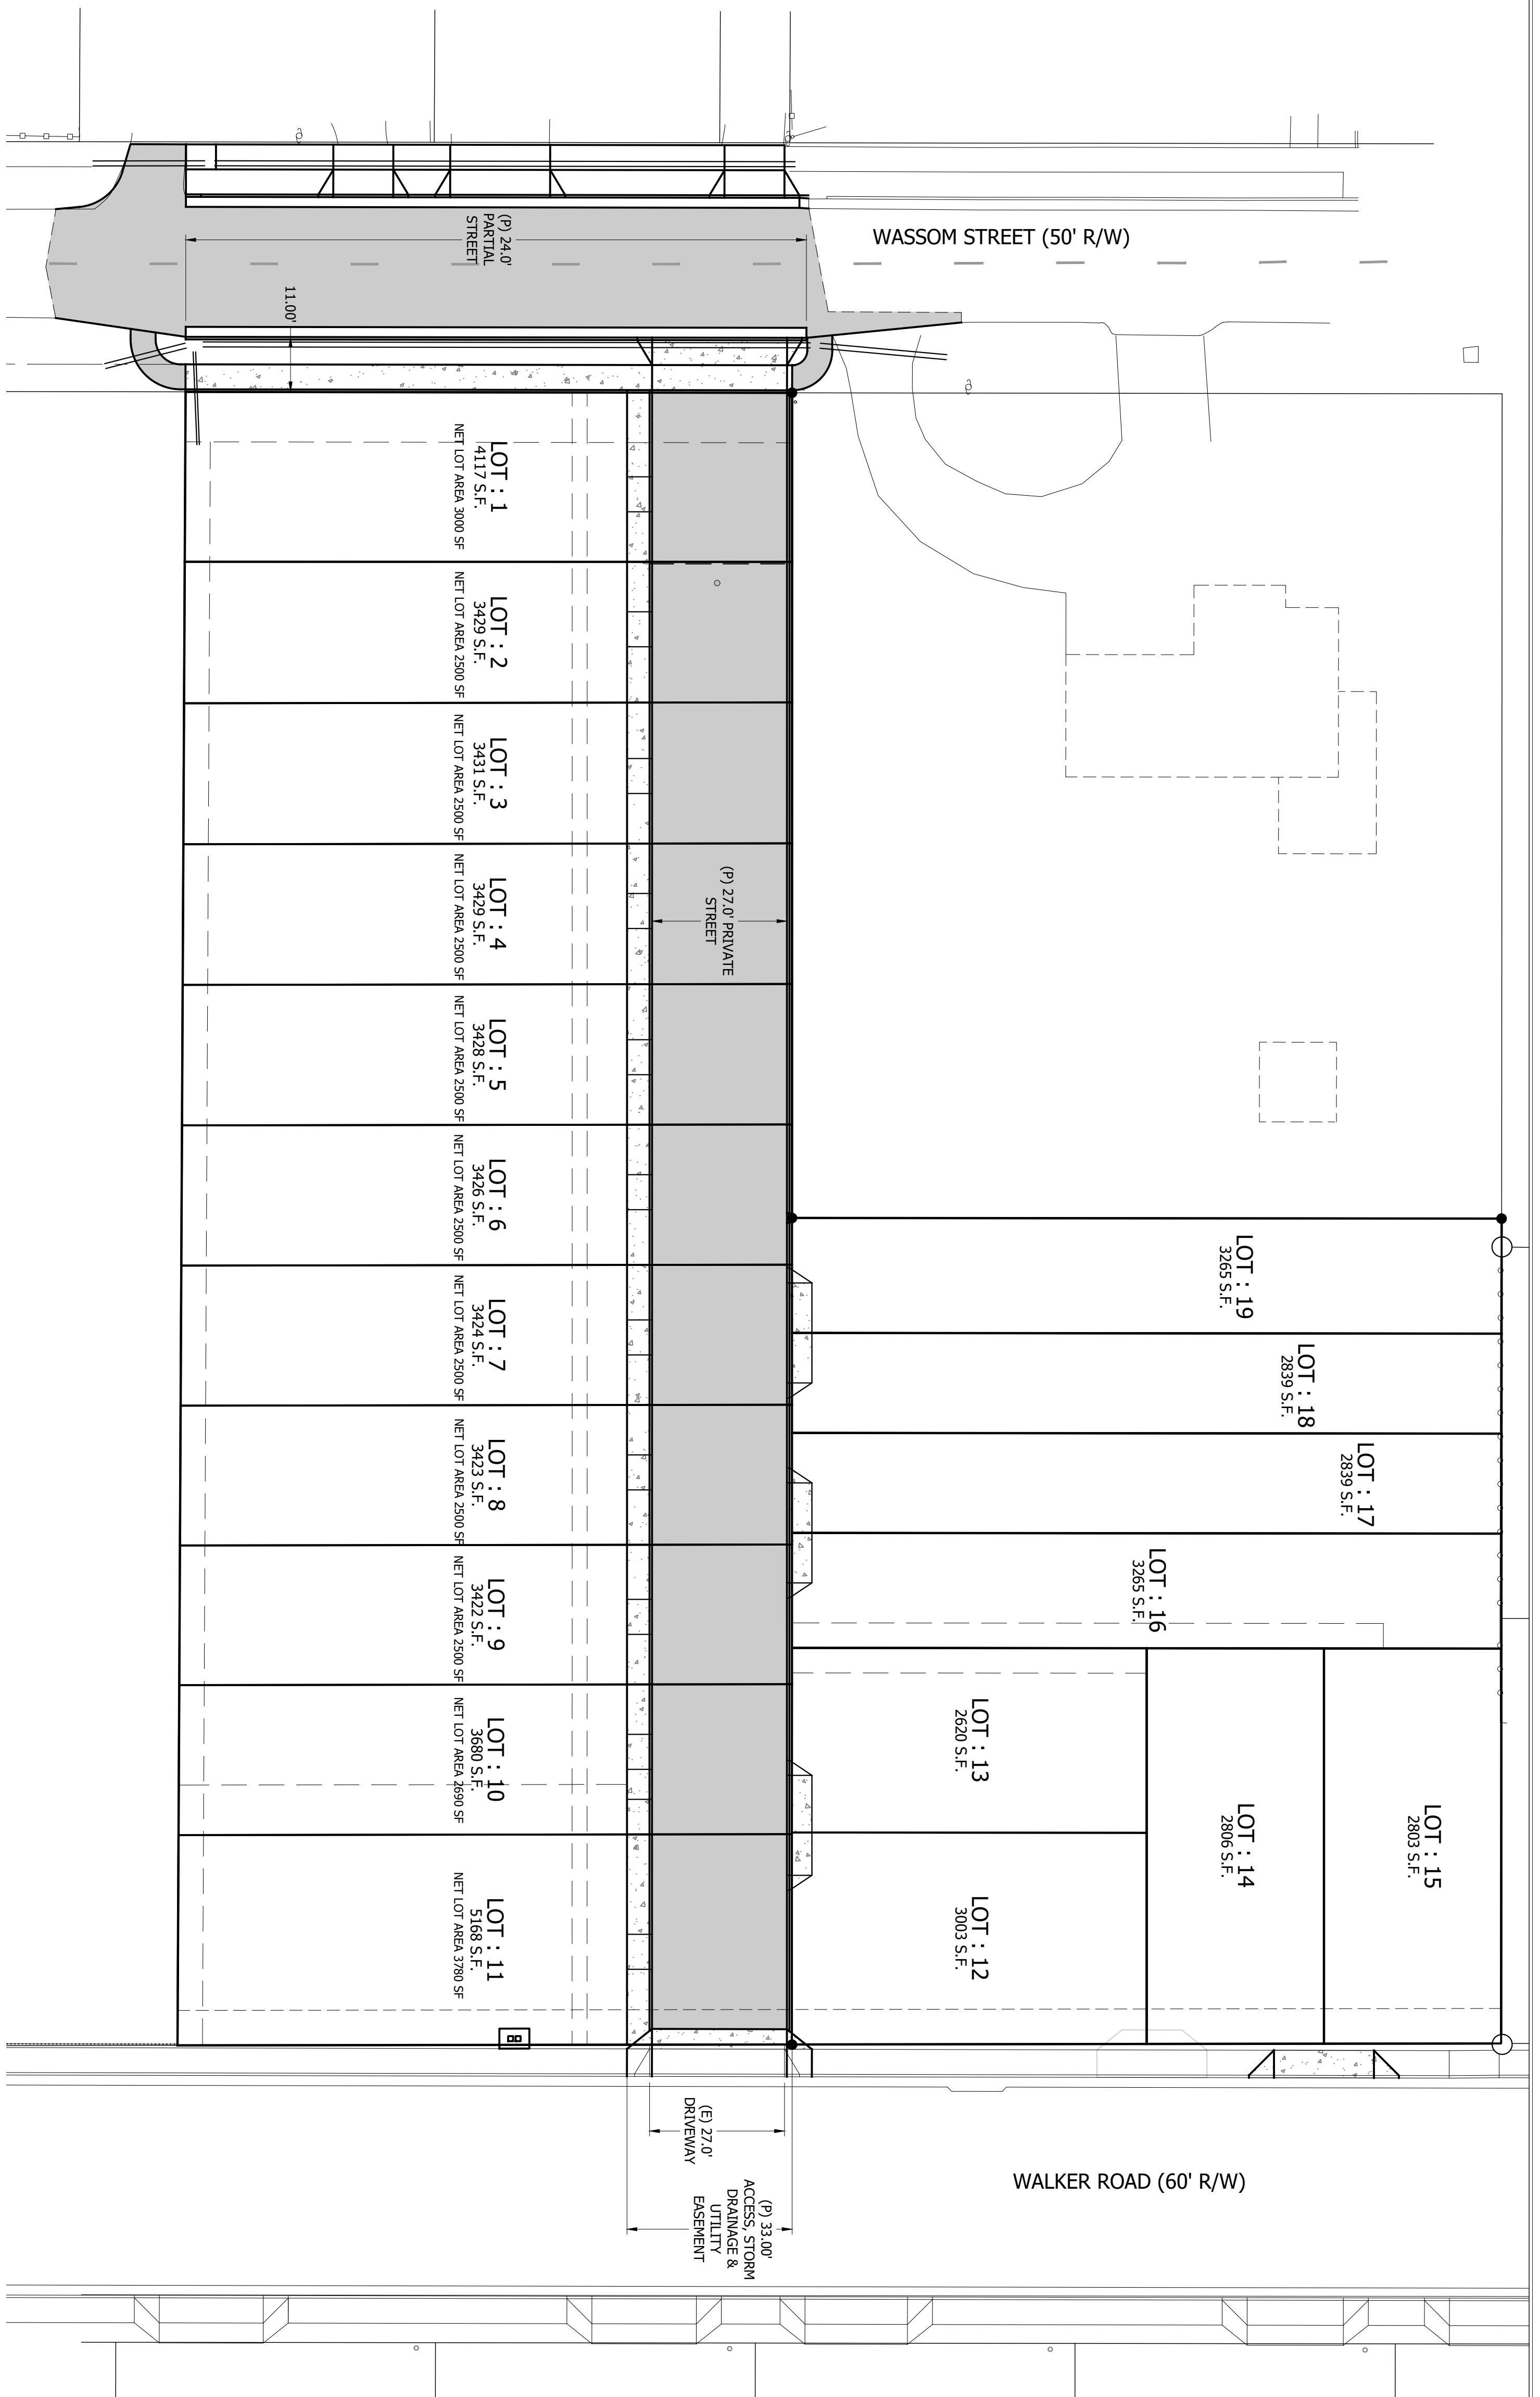 WASSOM STREET (50' R/W)
(P) 24.0'
PARTIAL
STREET
11.00'
LOT : 1
4117 S.F.
NET LOT AREA 3000 SF
LOT : 2
3429 S.F.
NET LOT AREA 2500 SF
LOT : 3
3431 S.F.
NET LOT AREA 2500 SF
LOT : 4
3429 S.F.
NET LOT AREA 2500 SF
(P) 27.0' PRIVATE
STREET
LOT : 5
3428 S.F.
NET LOT AREA 2500 SF
LOT : 6
3426 S.F.
NET LOT AREA 2500 SF
LOT : 7
3424 S.F.
NET LOT AREA 2500 SF
LOT : 8
3423 S.F.
NET LOT AREA 2500 SF
LOT : 9
3422 S.F.
NET LOT AREA 2500 SF
LOT : 10
3680 S.F.
NET LOT AREA 2690 SF
LOT : 11
5168 S.F.
NET LOT AREA 3780 SF
LOT : 19
3265 S.F.
LOT : 18
2839 S.F.
LOT : 17
2839 S.F.
LOT : 16
3265 S.F.
LOT : 13
2620 S.F.
LOT : 12
3003 S.F.
LOT : 14
2806 S.F.
LOT : 15
2803 S.F.
(E) 27.0'
DRIVEWAY
(P) 33.00'
ACCESS, STORM
DRAINAGE &
UTILITY
EASEMENT
WALKER ROAD (60' R/W)